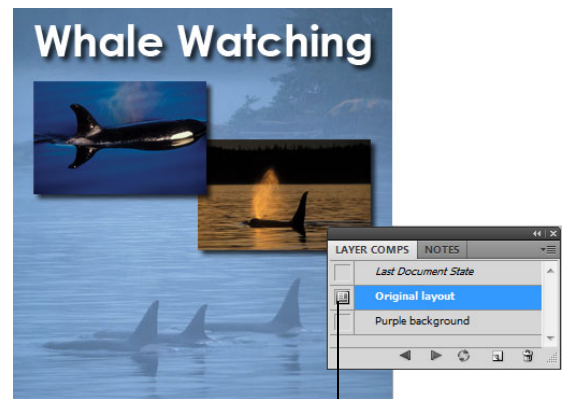 Whale Watching
LAYER COMPS NOTES
Last Document State
Original layout
Purple background